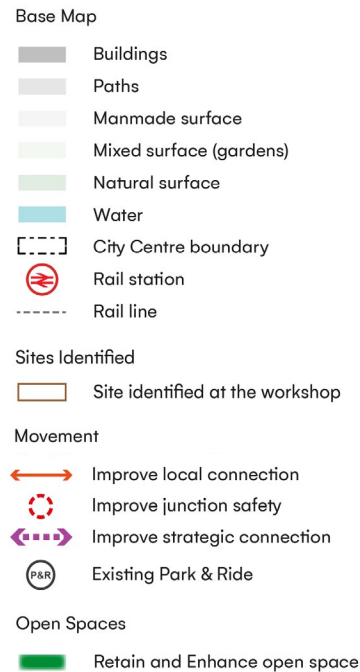 Base Map
Buildings
Paths
Manmade surface
Mixed surface (gardens)
Natural surface
Water
City Centre boundary
Rail station
Rail line
Sites Identified
Site identified at the workshop
Movement
Improve local connection
Improve junction safety
Improve strategic connection
P&R Existing Park & Ride
Open Spaces
Retain and Enhance open space